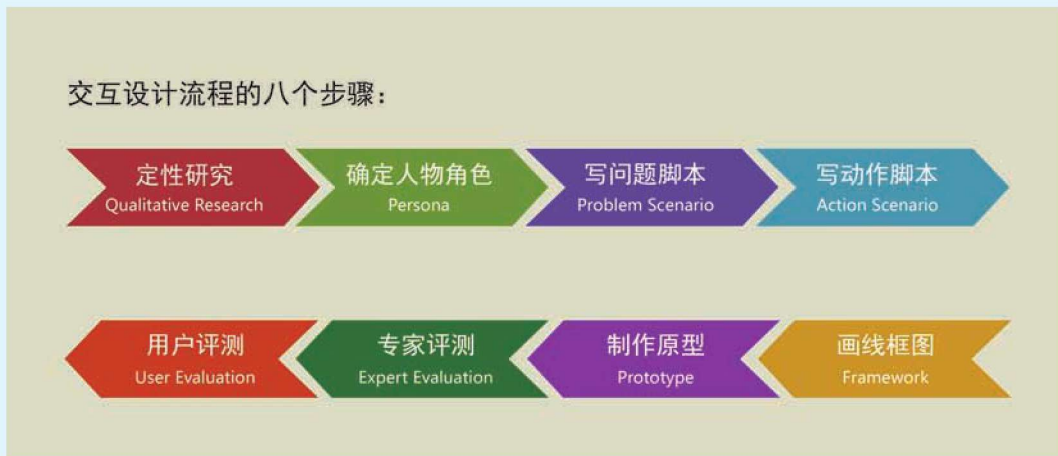 交互设计流程的八个步骤：
定性研究
Qualitative Research
确定人物角色
Persona
写问题脚本
Problem Scenario
写动作脚本
Action Scenario
用户评测
User Evaluation
专家评测
Expert Evaluation
制作原型
Prototype
画线框图
Framework